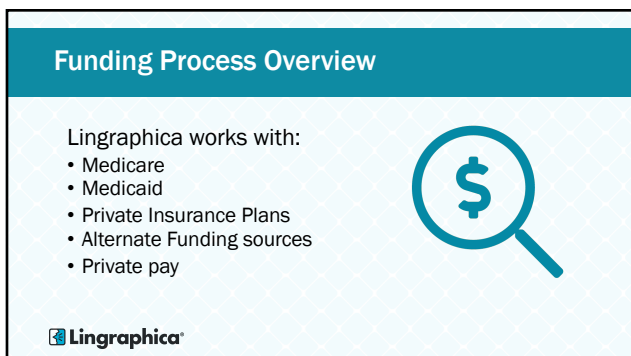 Funding Process Overview
Lingraphica works with:
• Medicare
• Medicaid
• Private Insurance Plans
• Alternate Funding sources
• Private pay
$
Lingraphica®